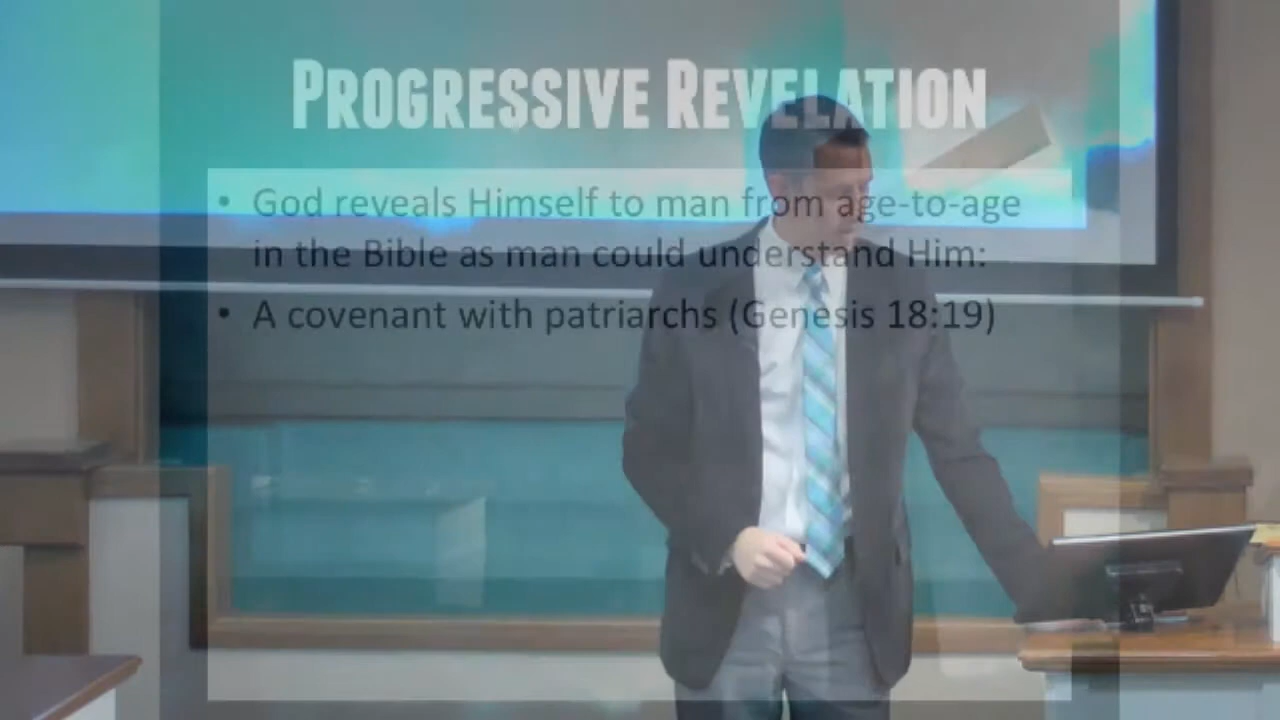 PROGRESSIVE REVELATION
• God reveals Himself to man from age-to-age
in the Bible as man could understand Him:
• A covenant with patriarchs (Genesis 18:19)